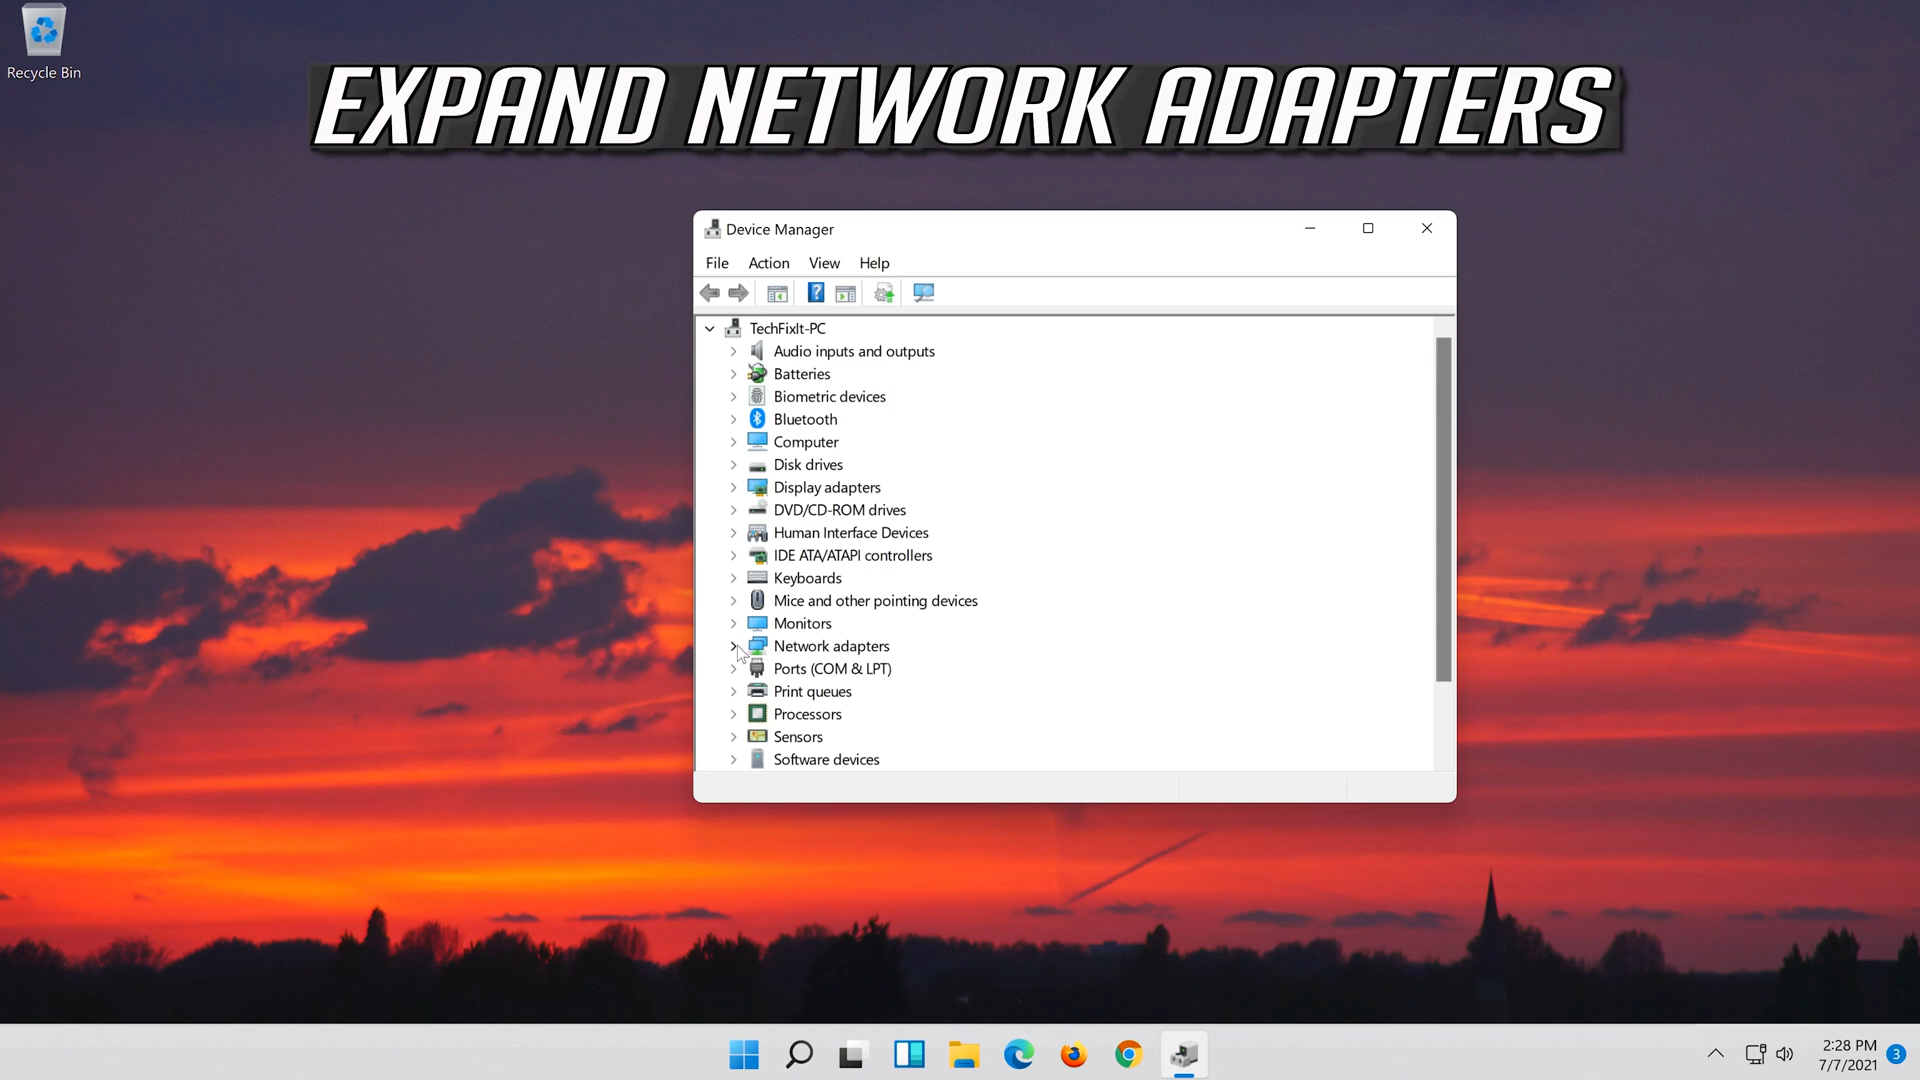 Recycle Bin
EXPAND NETWORK ADAPTERS
Device Manager
File Action View Help
TechFixIt-PC
Audio inputs and outputs
Batteries
Biometric devices
Bluetooth
Computer
Disk drives
Display adapters
DVD/CD-ROM drives
Human Interface Devices
IDE ATA/ATAPI controllers
Keyboards
Mice and other pointing devices
Monitors
Network adapters
Ports (COM & LPT)
Print queues
Processors
Sensors
Software devices
2:28 PM
7/7/2021
3